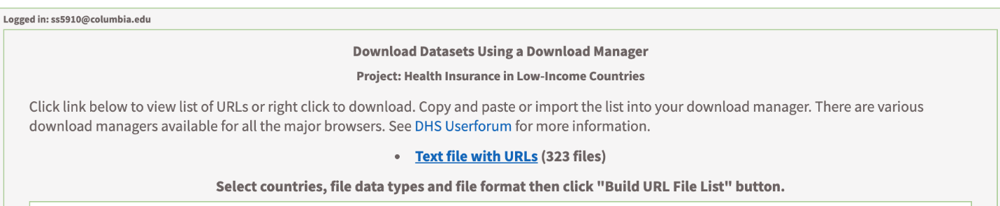 Logged in: ss5910@columbia.edu
Download Datasets Using a Download Manager
Project: Health Insurance in Low-Income Countries
Click link below to view list of URLs or right click to download. Copy and paste or import the list into your download manager. There are various
download managers available for all the major browsers. See DHS Userforum for more information.
• Text file with URLs (323 files)
Select countries, file data types and file format then click "Build URL File List" button.